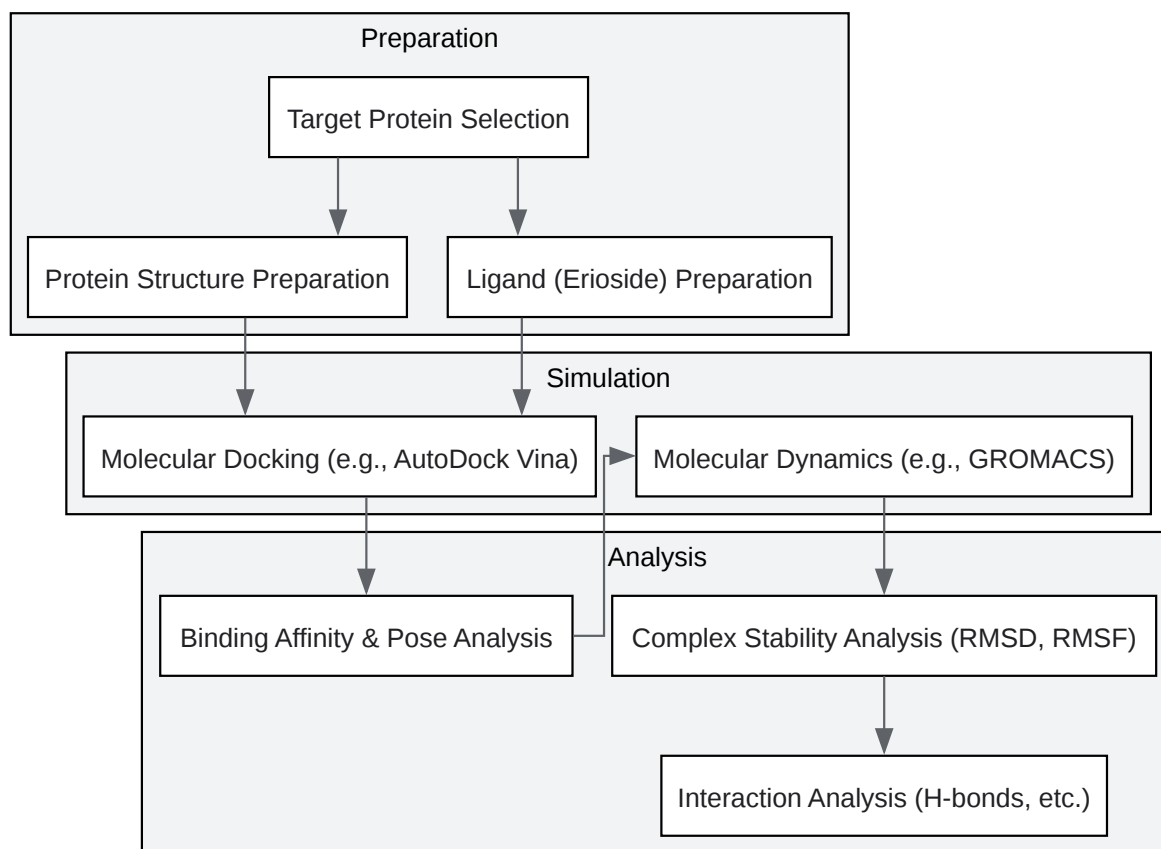 Preparation
Target Protein Selection
Protein Structure Preparation
Ligand (Erioside) Preparation
Simulation
Molecular Docking (e.g., AutoDock Vina)
Molecular Dynamics (e.g., GROMACS)
Analysis
Binding Affinity & Pose Analysis
Complex Stability Analysis (RMSD, RMSF)
Interaction Analysis (H-bonds, etc.)